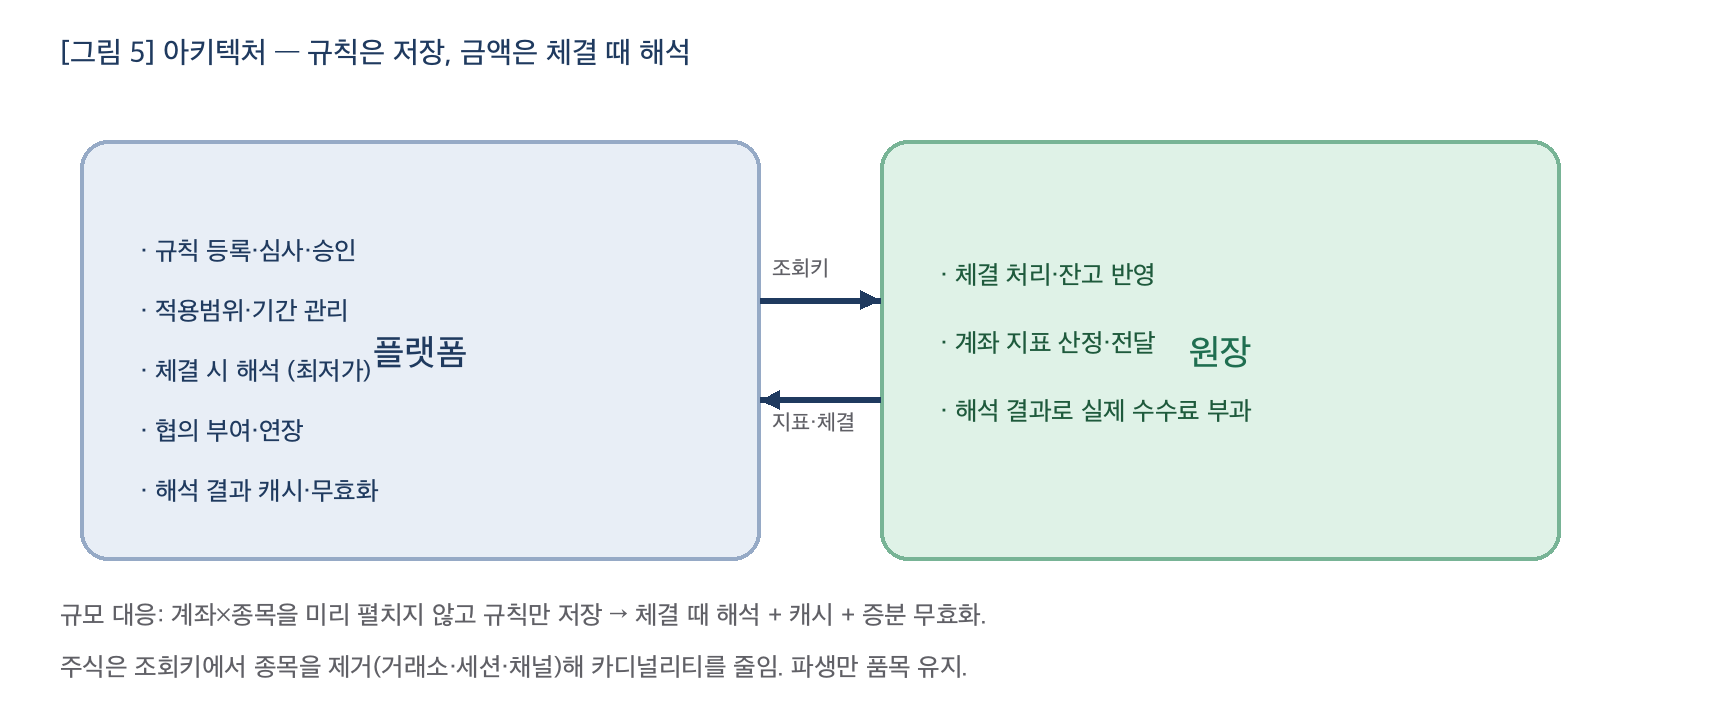 [그림 5] 아키텍처 — 규칙은 저장, 금액은 체결 때 해석
플랫폼
· 규칙 등록·심사·승인
· 적용범위·기간 관리
· 체결 시 해석 (최저가)
· 협의 부여·연장
· 해석 결과 캐시·무효화
조회키
지표·체결
원장
· 체결 처리·잔고 반영
· 계좌 지표 산정·전달
· 해석 결과로 실제 수수료 부과
규모 대응: 계좌×종목을 미리 펼치지 않고 규칙만 저장 → 체결 때 해석 + 캐시 + 증분 무효화.
주식은 조회키에서 종목을 제거(거래소·세션·채널)해 카디널리티를 줄임. 파생만 품목 유지.